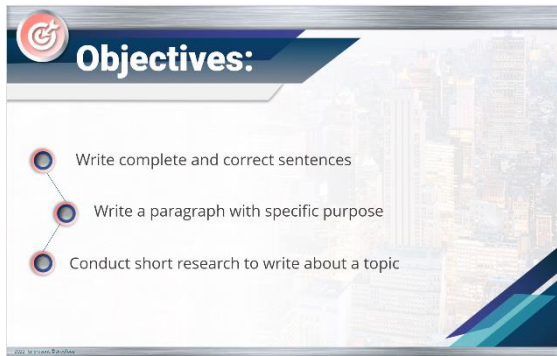 Objectives:
Write complete and correct sentences
Write a paragraph with specific purpose
Conduct short research to write about a topic